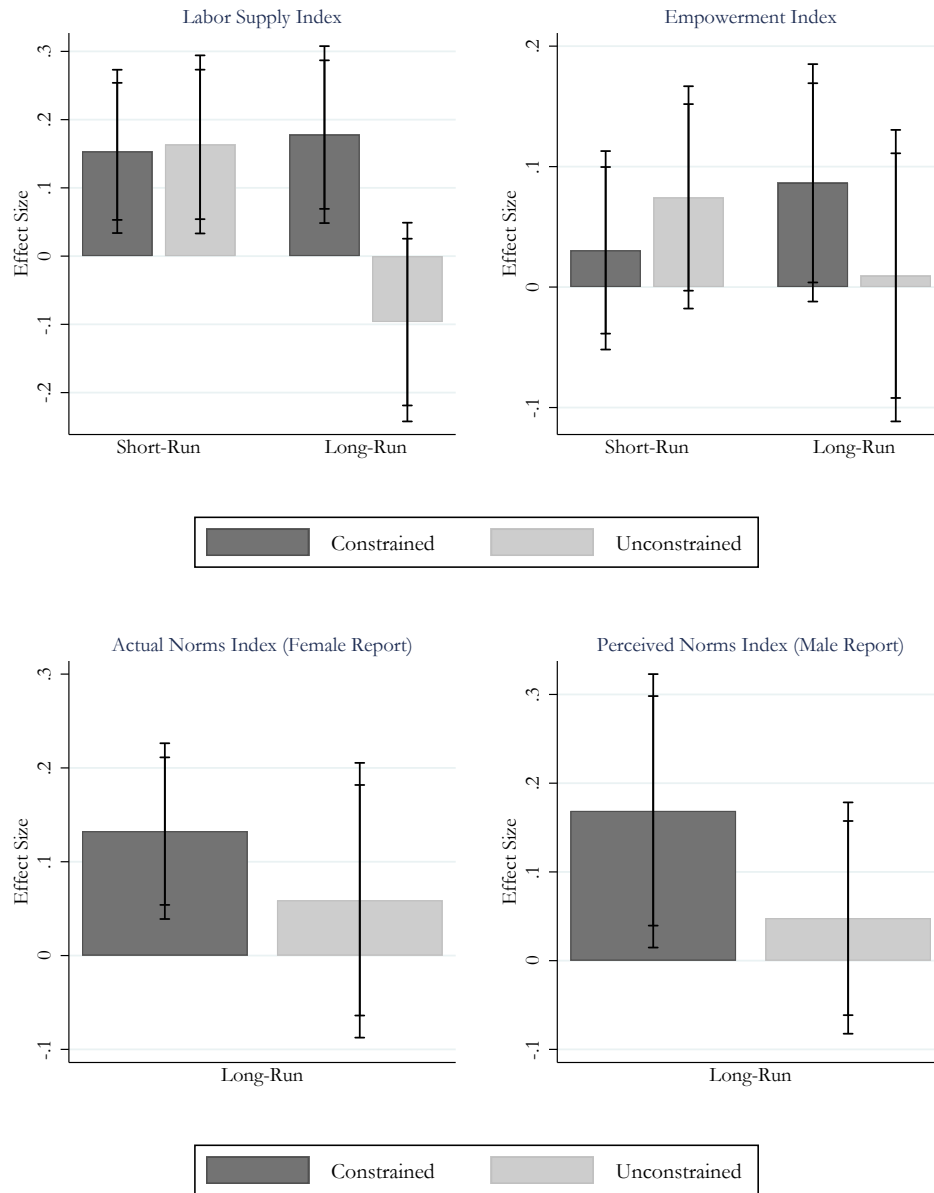 Labor Supply Index
Effect Size
.3
.2
.1
0
-.1
-.2
Short-Run Long-Run
Empowerment Index
Effect Size
.2
.1
0
-.1
Short-Run Long-Run
Constrained Unconstrained
Actual Norms Index (Female Report)
Effect Size
.3
.2
.1
0
-.1
Long-Run
Perceived Norms Index (Male Report)
Effect Size
.3
.2
.1
0
-.1
Long-Run
Constrained Unconstrained